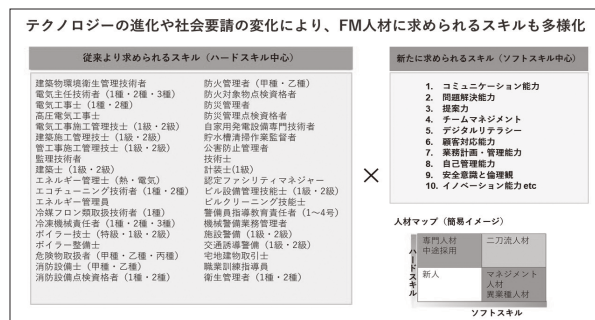 テクノロジーの進化や社会要請の変化により、FM人材に求められるスキルも多様化
従来より求められるスキル（ハードスキル中心）
建築物環境衛生管理技術者
電気主任技術者（1種・2種・3種）
電気工事士（1種・2種）
高圧電気工事士
電気工事施工管理技士（1級・2級）
建築施工管理技士（1級・2級）
管工事施工管理技士（1級・2級）
監理技術者
建築士（1級・2級）
エネルギー管理士（熱・電気）
エコチューニング技術者（1種・2種）
エネルギー管理員
冷媒フロン類取扱技術者（1種）
冷凍機械責任者（1種・2種・3種）
ボイラー技士（特級・1級・2級）
ボイラー整備士
危険物取扱者（甲種・乙種・丙種）
消防設備士（甲種・乙種）
消防設備点検資格者（1種・2種）
防火管理者（甲種・乙種）
防火対象物点検資格者
防災管理者
防災管理点検資格者
自家用発電設備専門技術者
貯水槽清掃作業監督者
公害防止管理者
技術士
計装士(1級)
認定ファシリティマネジャー
ビル設備管理技能士（1級・2級）
ビルクリーニング技能士
警備員指導教育責任者（1～4号）
機械警備業務管理者
施設警備（1級・2級）
交通誘導警備（1級・2級）
宅地建物取引士
職業訓練指導員
衛生管理者（1種・2種）
×
新たに求められるスキル（ソフトスキル中心）
1. コミュニケーション能力
2. 問題解決能力
3. 提案力
4. チームマネジメント
5. デジタルリテラシー
6. 顧客対応能力
7. 業務計画・管理能力
8. 自己管理能力
9. 安全意識と倫理観
10. イノベーション能力 etc
人材マップ（簡易イメージ）
ハードスキル
専門人材
中途採用
二刀流人材
新人
マネジメント
人材
異業種人材
ソフトスキル